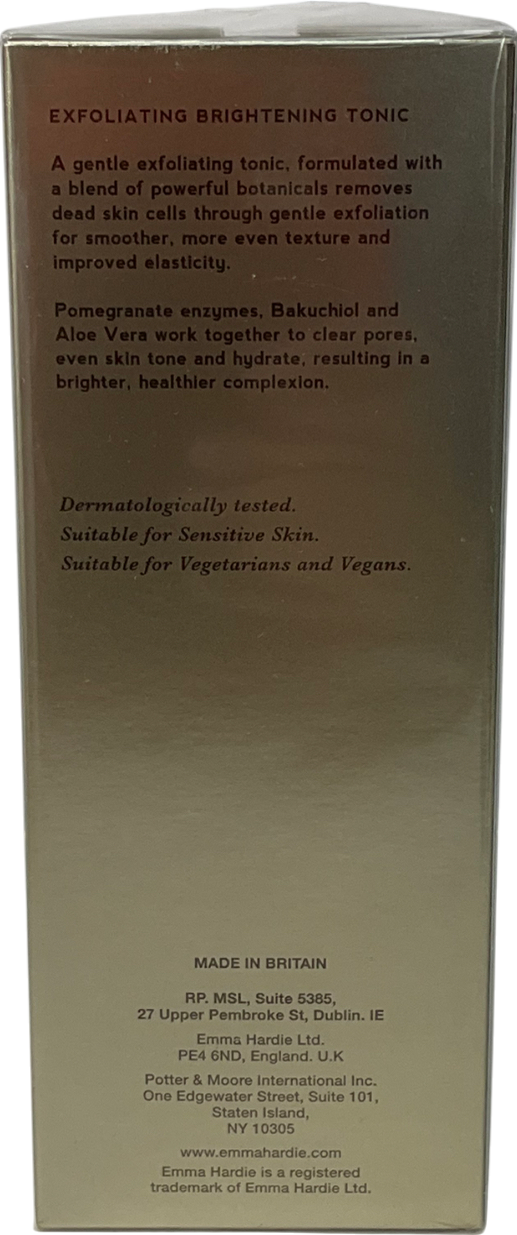 EXFOLIATING BRIGHTENING TONIC
A gentle exfoliating tonic, formulated with
a blend of powerful botanicals removes
dead skin cells through gentle exfoliation
for smoother, more even texture and
improved elasticity.
Pomegranate enzymes, Bakuchiol and
Aloe Vera work together to clear pores,
even skin tone and hydrate, resulting in a
brighter, healthier complexion.
Dermatologically tested.
Suitable for Sensitive Skin.
Suitable for Vegetarians and Vegans.
MADE IN BRITAIN
RP. MSL, Suite 5385,
27 Upper Pembroke St, Dublin. IE
Emma Hardie Ltd.
PE4 6ND, England. U.K
Potter & Moore International Inc.
One Edgewater Street, Suite 101,
Staten Island,
NY 10305
www.emmahardie.com
Emma Hardie is a registered
trademark of Emma Hardie Ltd.